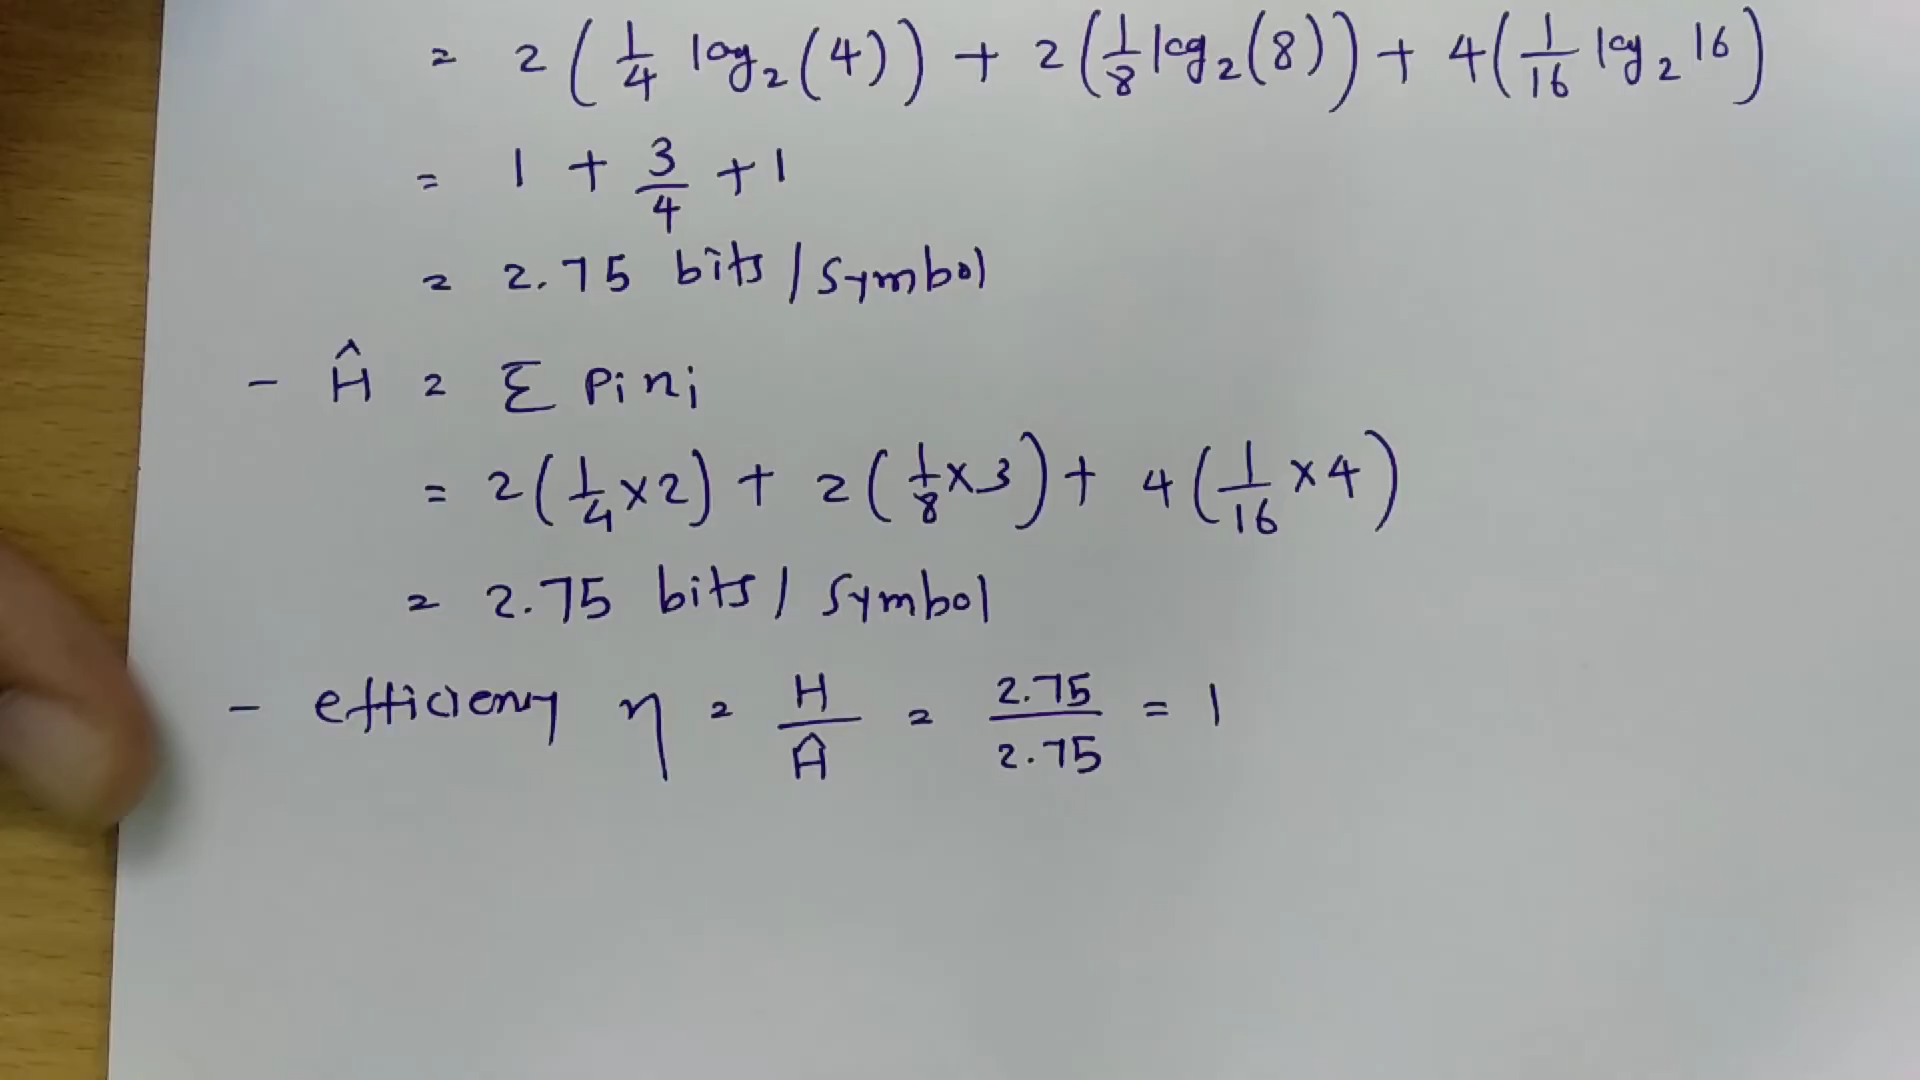 = 2(1/4 log₂(4)) + 2(1/8 log₂(8)) + 4(1/16 log₂ 16)
= 1 + 3/4 + 1
= 2.75 bits / symbol
- Ĥ = Σ Pi ni
= 2(1/4 × 2) + 2(1/8 × 3) + 4(1/16 × 4)
= 2.75 bits / symbol
- efficiency η = H/Ĥ = 2.75/2.75 = 1